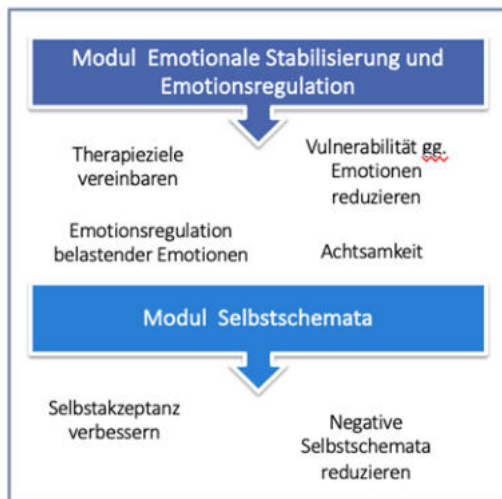 Modul Emotionale Stabilisierung und
Emotionsregulation
Therapieziele
vereinbaren
Vulnerabilität gg.
Emotionen
reduzieren
Emotionsregulation
belastender Emotionen
Achtsamkeit
Modul Selbstschemata
Selbstakzeptanz
verbessern
Negative
Selbstschemata
reduzieren